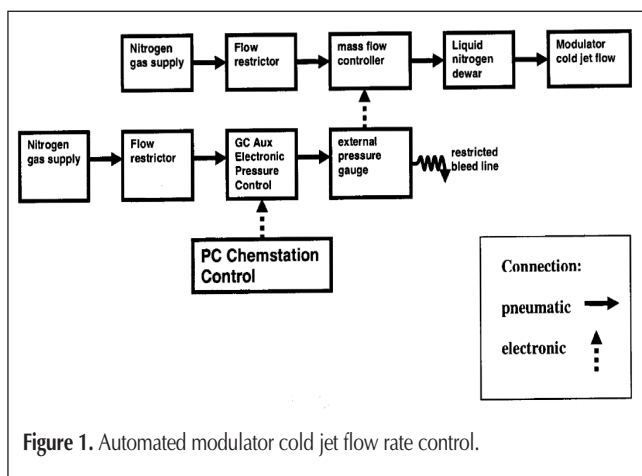 Nitrogen
gas supply
Flow
restrictor
mass flow
controller
Liquid
nitrogen
dewar
Modulator
cold jet flow
Nitrogen
gas supply
Flow
restrictor
GC Aux
Electronic
Pressure
Control
external
pressure
gauge
restricted
bleed line
PC Chemstation
Control
Connection:
pneumatic
electronic
Figure 1. Automated modulator cold jet flow rate control.